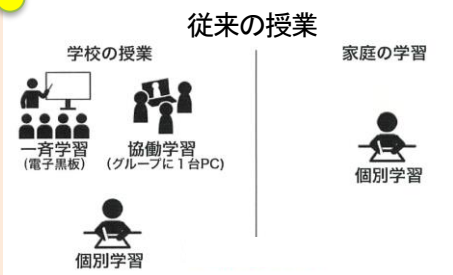 従来の授業
学校の授業
一斉学習
(電子黒板)
協働学習
(グループに1台PC)
個別学習
家庭の学習
個別学習